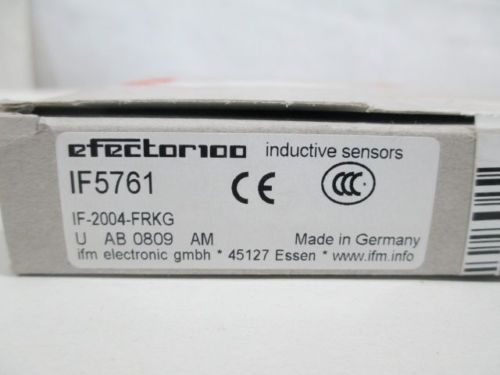 efector100 inductive sensors
IF5761 CE CCC
IF-2004-FRKG
U AB 0809 AM Made in Germany
ifm electronic gmbh * 45127 Essen * www.ifm.info